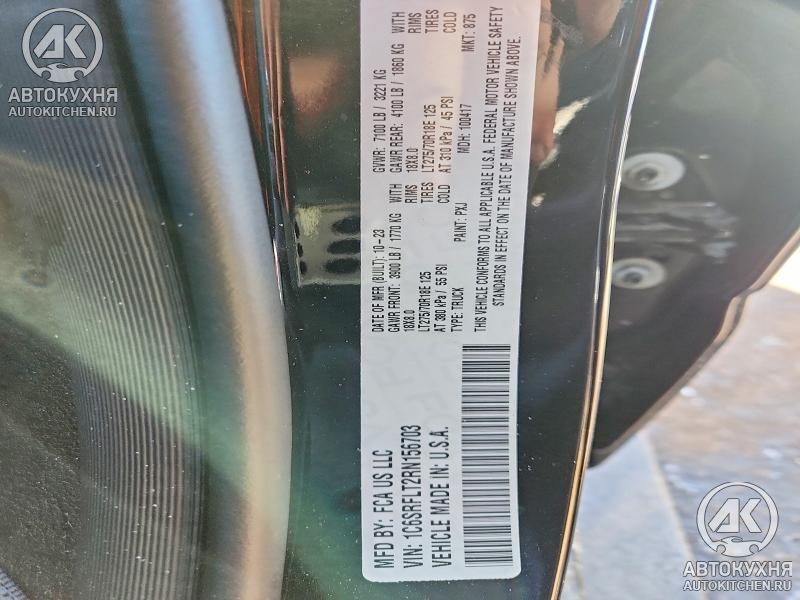 АВТОКУХНЯ
AUTOKITCHEN.RU
MFD BY: FCA US LLC
VIN: 1C6SRFLT2RN156703
VEHICLE MADE IN: U.S.A.
DATE OF MFR (BUILT): 10-23
GVWR: 7100 LB / 3221 KG
GAWR FRONT: 3900 LB / 1770 KG WITH
GAWR REAR: 4100 LB / 1860 KG WITH
18X8.0 RIMS
18X8.0 RIMS
LT275/70R18E 125 TIRES
LT275/70R18E 125 TIRES
AT 380 kPa / 55 PSI COLD
AT 310 kPa / 45 PSI COLD
TYPE: TRUCK
PAINT: PXJ
MDH: 100417
MKT: 875
THIS VEHICLE CONFORMS TO ALL APPLICABLE U.S.A. FEDERAL MOTOR VEHICLE SAFETY
STANDARDS IN EFFECT ON THE DATE OF MANUFACTURE SHOWN ABOVE.
АВТОКУХНЯ
AUTOKITCHEN.RU